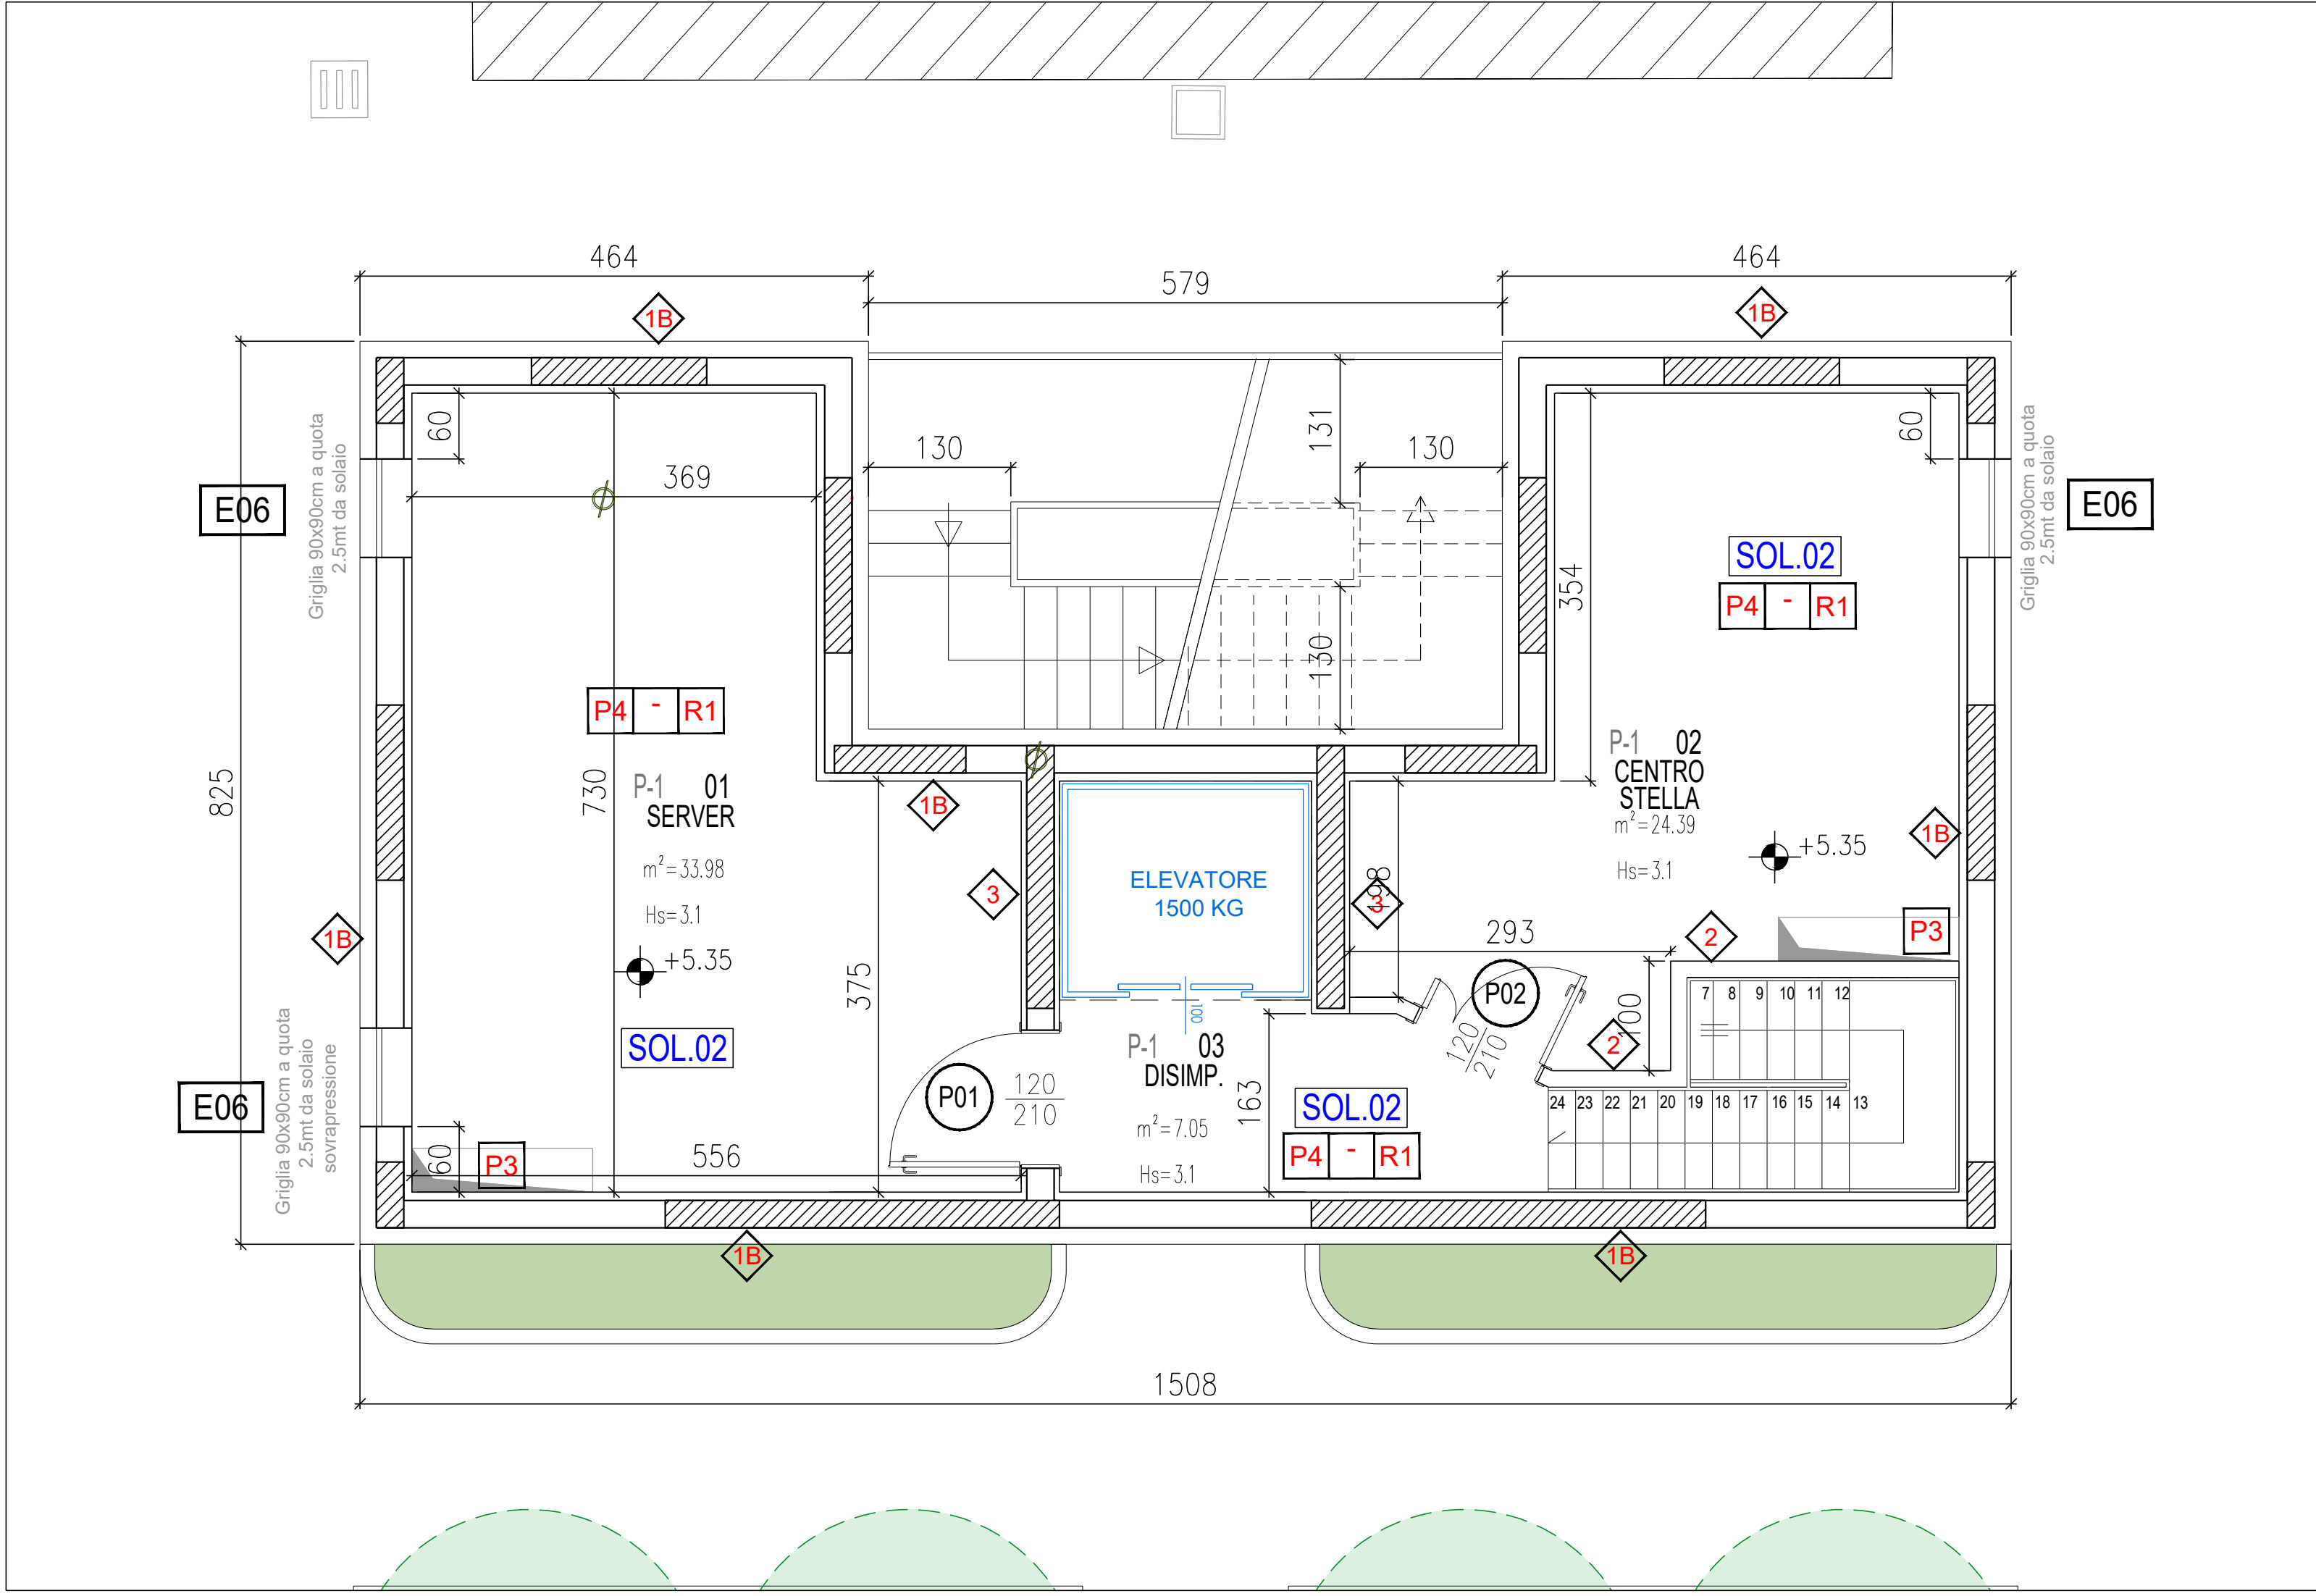 464
464
579
1B
1B
60
60
131
130
130
369
Griglia 90x90cm a quota
2.5mt da solaio
E06
Griglia 90x90cm a quota
2.5mt da solaio
E06
SOL.02
P4 - R1
354
130
P4 - R1
825
730
P-1 01
SERVER
m²=33.98
Hs=3.1
+5.35
SOL.02
1B
1B
3
375
ELEVATORE
1500 KG
100
3
P-1 02
CENTRO
STELLA
m²=24.39
Hs=3.1
+5.35
1B
293
2
P3
P02
120
210
100
2
7 8 9 10 11 12
24 23 22 21 20 19 18 17 16 15 14 13
P-1 03
DISIMP.
m²=7.05
Hs=3.1
163
SOL.02
P4 - R1
P01
120
210
Griglia 90x90cm a quota
2.5mt da solaio
sovrapressione
E06
60
P3
556
1B
1B
1508